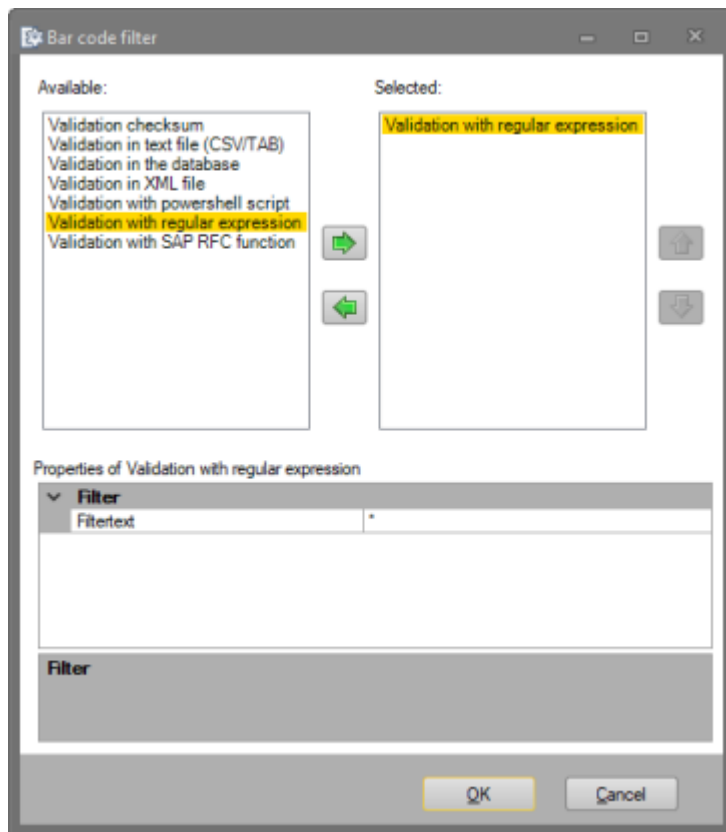 Bar code filter
Available:
Selected:
Validation checksum
Validation in text file (CSV/TAB)
Validation in the database
Validation in XML file
Validation with powershell script
Validation with regular expression
Validation with SAP RFC function
Validation with regular expression
Properties of Validation with regular expression
Filter
Filtertext *
Filter
OK Cancel